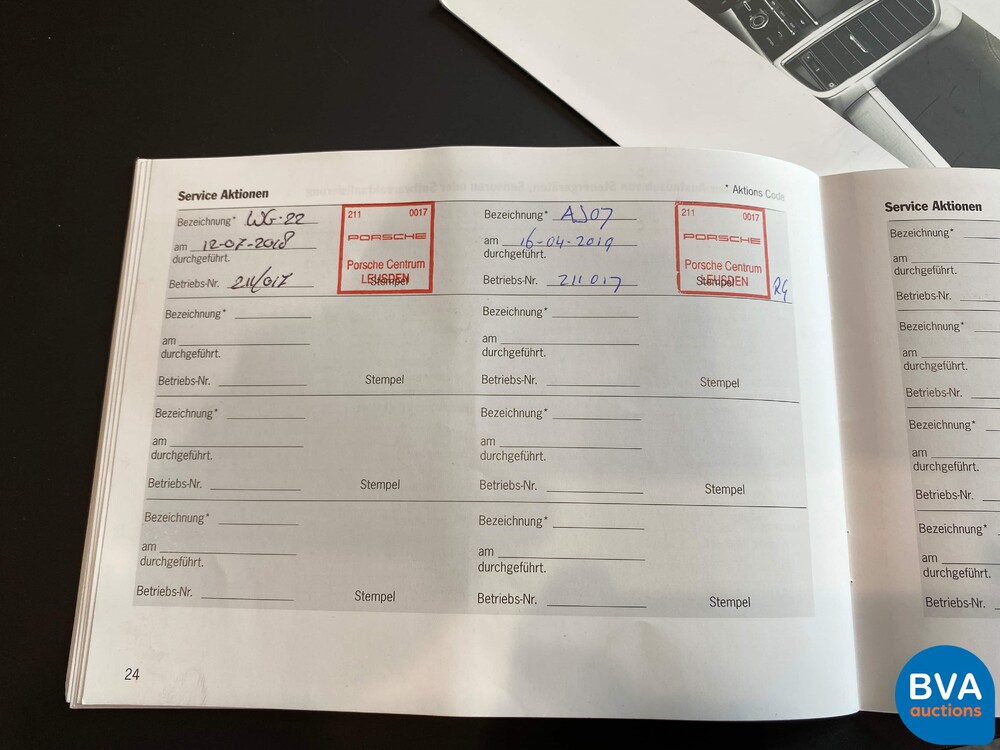 Service Aktionen
* Aktions Code
Bezeichnung* WG-22
am 12-07-2018
durchgeführt.
Betriebs-Nr. 211/017
211 0017
PORSCHE
Porsche Centrum
LEUSDEN
Stempel
Bezeichnung* AJ07
am 16-04-2019
durchgeführt.
Betriebs-Nr. 211017
211 0017
PORSCHE
Porsche Centrum
LEUSDEN
Stempel
Bezeichnung*
am
durchgeführt.
Betriebs-Nr.
Stempel
Bezeichnung*
am
durchgeführt.
Betriebs-Nr.
Stempel
Bezeichnung*
am
durchgeführt.
Betriebs-Nr.
Stempel
Bezeichnung*
am
durchgeführt.
Betriebs-Nr.
Stempel
Bezeichnung*
am
durchgeführt.
Betriebs-Nr.
Stempel
Bezeichnung*
am
durchgeführt.
Betriebs-Nr.
Stempel
24
Service Aktionen
Bezeichnung*
am
durchgeführt.
Betriebs-Nr.
Bezeichnung*
am
durchgeführt.
Betriebs-Nr.
Bezeichnung*
am
durchgeführt.
Betriebs-Nr.
Bezeichnung*
am
durchgeführt.
Betriebs-Nr.
BVA
auctions